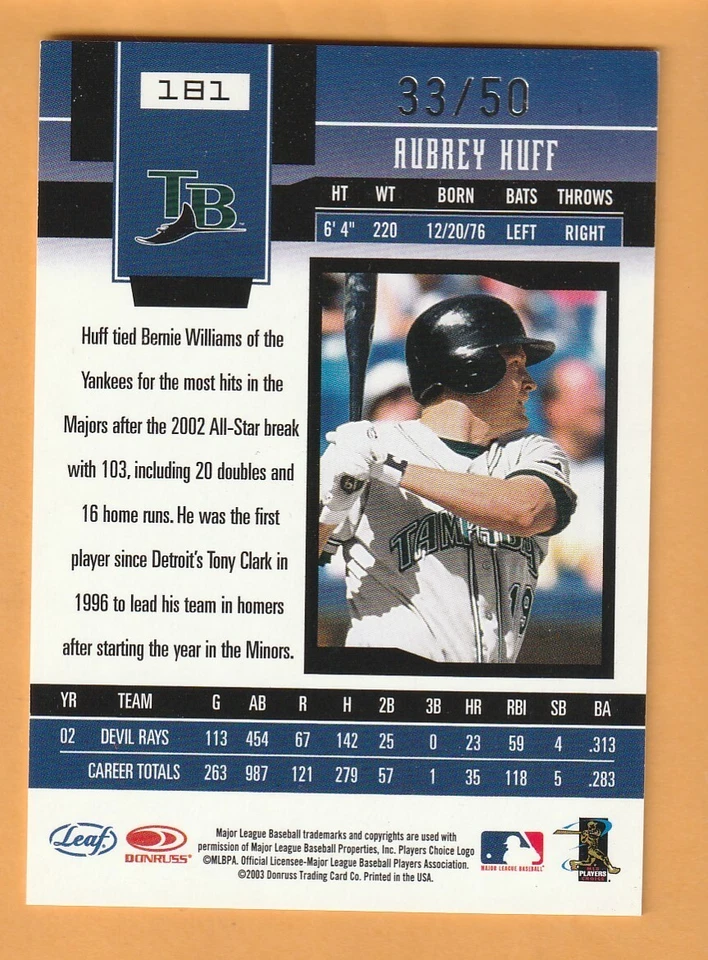 181
33/50
AUBREY HUFF
TB
HT WT BORN BATS THROWS
6' 4" 220 12/20/76 LEFT RIGHT
Huff tied Bernie Williams of the
Yankees for the most hits in the
Majors after the 2002 All-Star break
with 103, including 20 doubles and
16 home runs. He was the first
player since Detroit's Tony Clark in
1996 to lead his team in homers
after starting the year in the Minors.
TAMPA BAY
19
YR TEAM G AB R H 2B 3B HR RBI SB BA
02 DEVIL RAYS 113 454 67 142 25 0 23 59 4 .313
CAREER TOTALS 263 987 121 279 57 1 35 118 5 .283
Leaf
DONRUSS
Major League Baseball trademarks and copyrights are used with
permission of Major League Baseball Properties, Inc. Players Choice Logo
©MLBPA. Official Licensee-Major League Baseball Players Association.
©2003 Donruss Trading Card Co. Printed in the USA.
MAJOR LEAGUE BASEBALL
MLB
PLAYERS
CHOICE